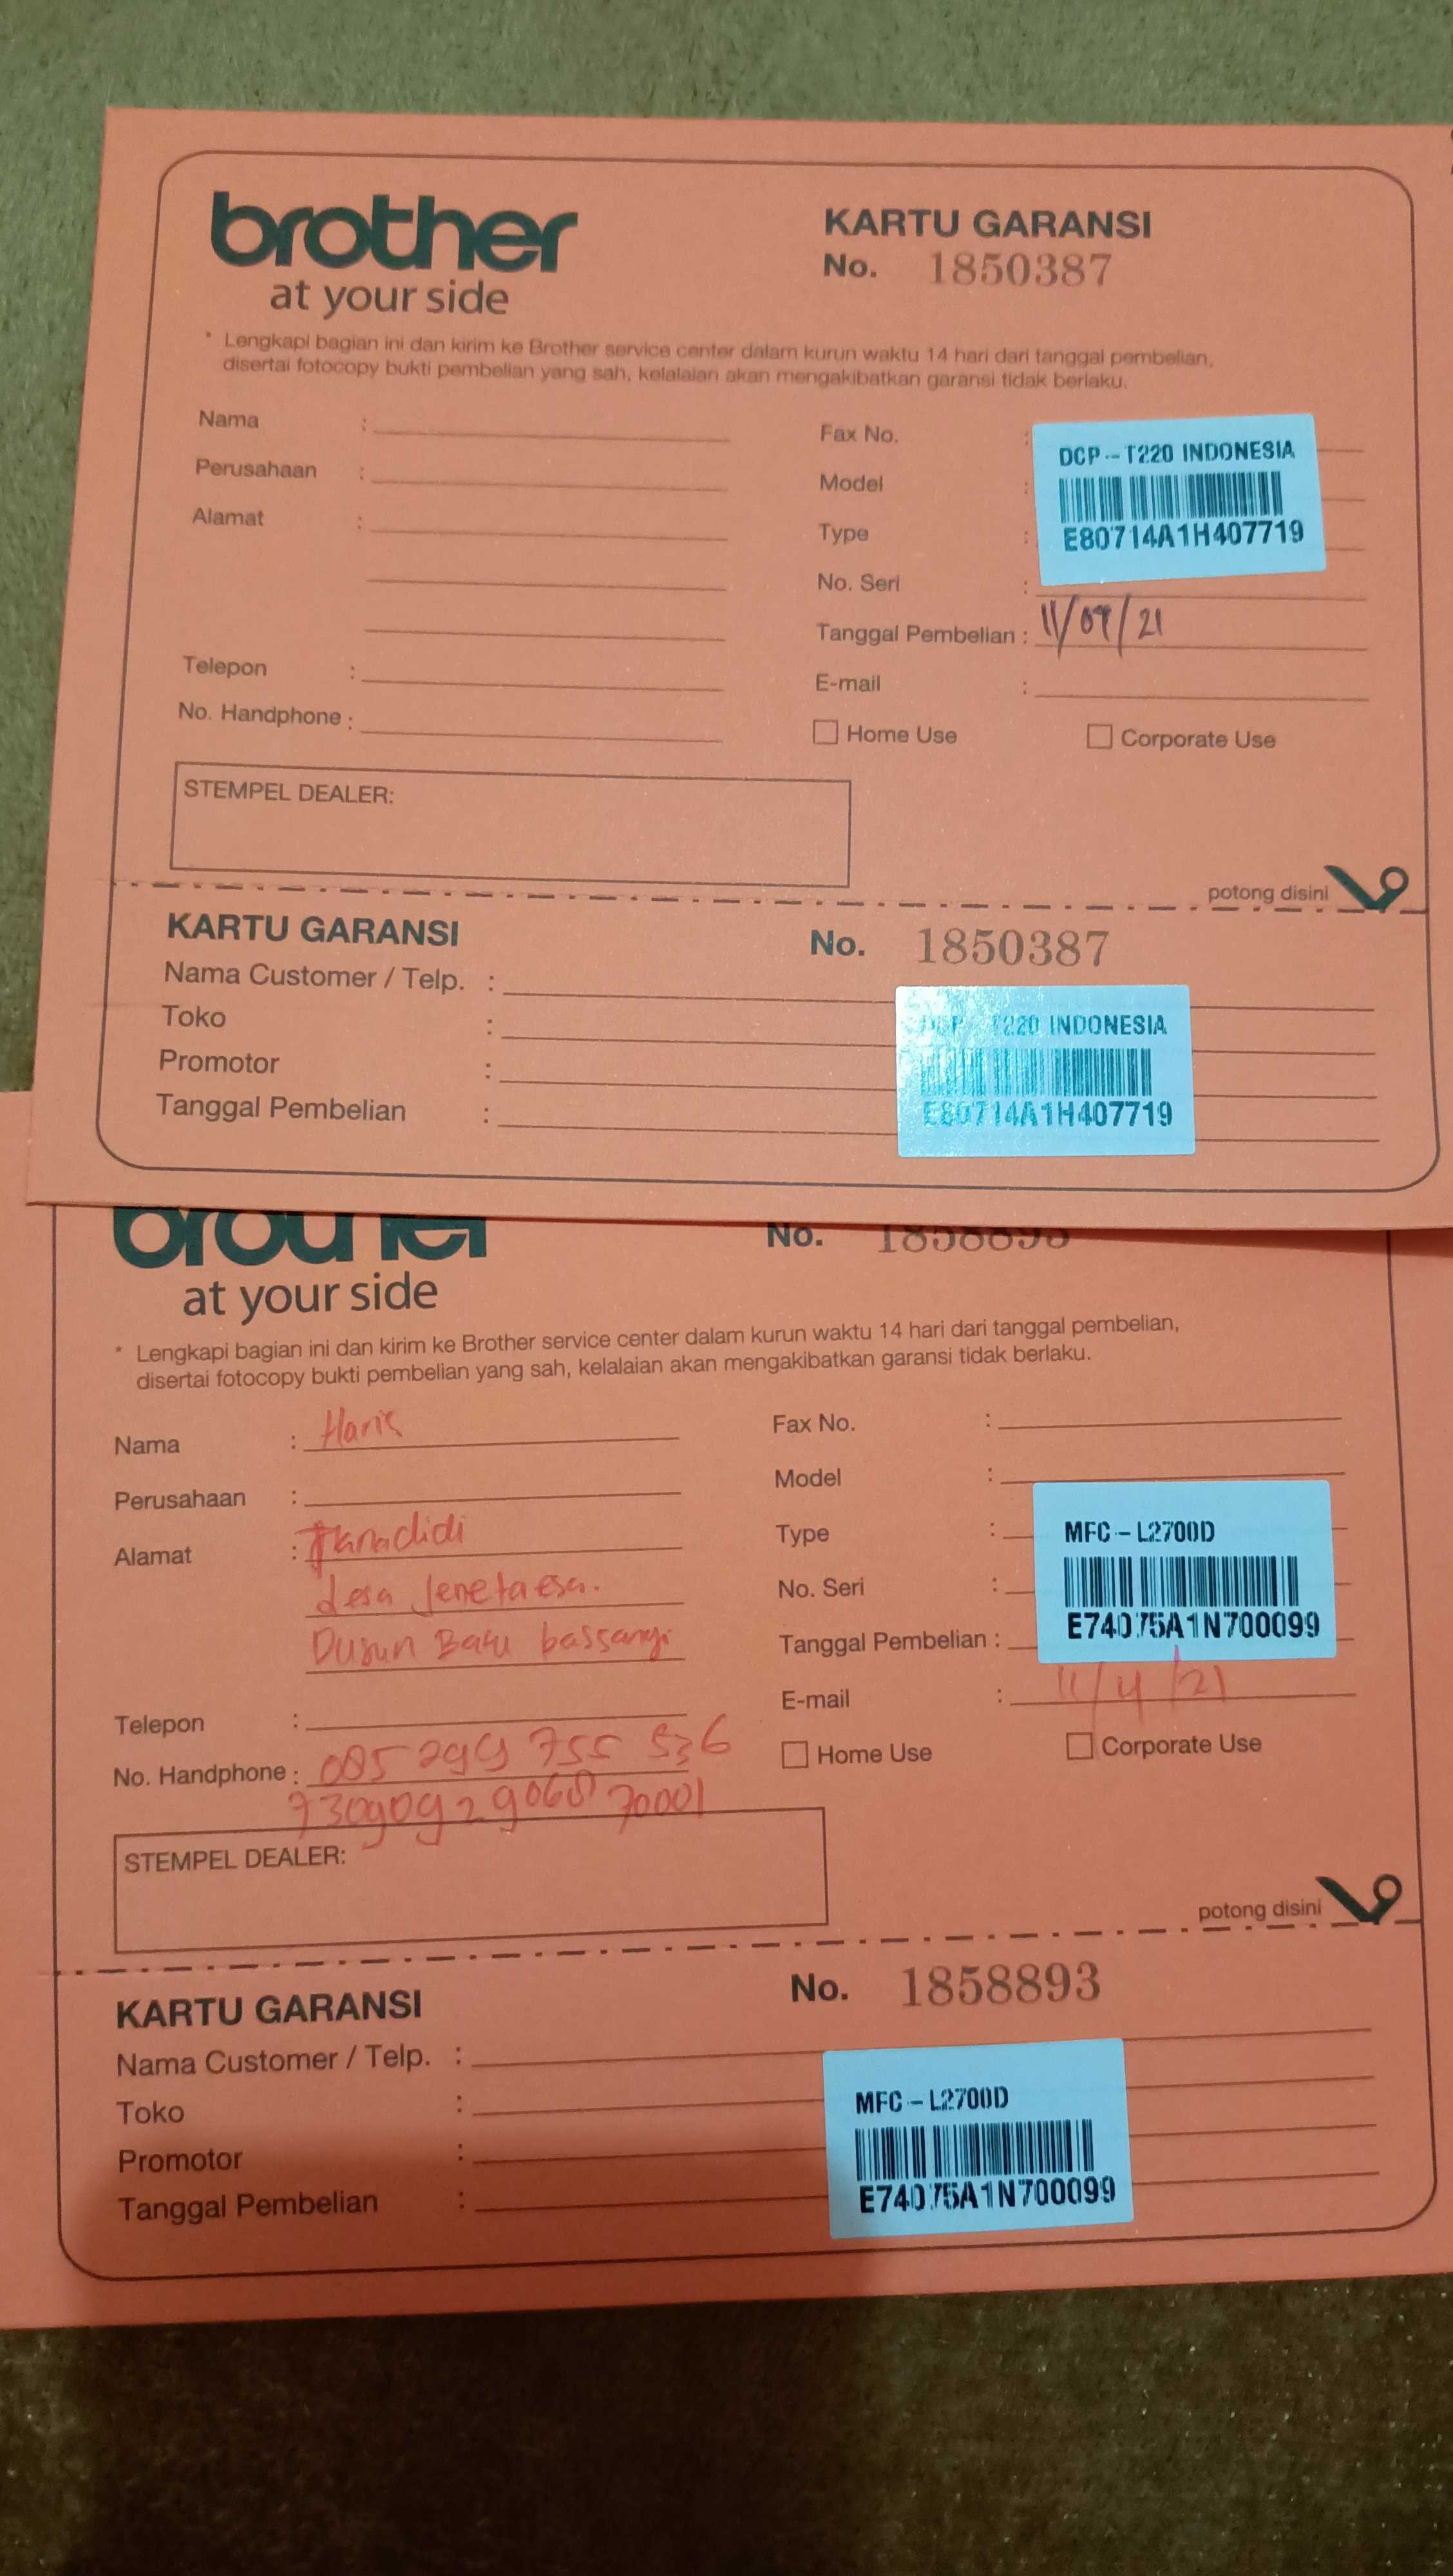 brother
at your side
KARTU GARANSI
No. 1850387
* Lengkapi bagian ini dan kirim ke Brother service center dalam kurun waktu 14 hari dari tanggal pembelian,
disertai fotocopy bukti pembelian yang sah, kelalaian akan mengakibatkan garansi tidak berlaku.
Nama :
Perusahaan :
Alamat :
Telepon :
No. Handphone :
Fax No. :
Model :
Type :
No. Seri :
DCP - T220 INDONESIA
E80714A1H407719
Tanggal Pembelian : 11/09/21
E-mail :
Home Use
Corporate Use
STEMPEL DEALER:
potong disini
KARTU GARANSI
No. 1850387
Nama Customer / Telp. :
Toko :
Promotor :
Tanggal Pembelian :
DCP - T220 INDONESIA
E80714A1H407719
brother
No. 1858893
at your side
* Lengkapi bagian ini dan kirim ke Brother service center dalam kurun waktu 14 hari dari tanggal pembelian,
disertai fotocopy bukti pembelian yang sah, kelalaian akan mengakibatkan garansi tidak berlaku.
Nama : Haris
Perusahaan :
Alamat :
desa Jenetaesa.
Dusun Batu bassangi
Telepon :
No. Handphone : 085 299 755 536
Fax No. :
Model :
Type :
No. Seri :
MFC - L2700D
E74075A1N700099
Tanggal Pembelian :
E-mail : 11/4/21
Home Use
Corporate Use
STEMPEL DEALER:
potong disini
KARTU GARANSI
No. 1858893
Nama Customer / Telp. :
Toko :
Promotor :
Tanggal Pembelian :
MFC - L2700D
E74075A1N700099